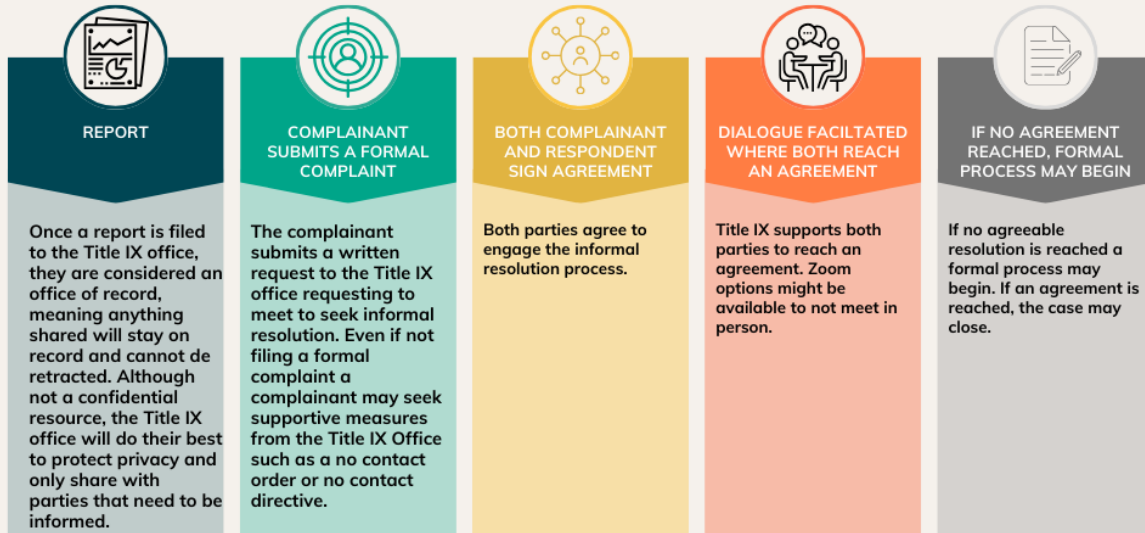 REPORT
Once a report is filed
to the Title IX office,
they are considered an
office of record,
meaning anything
shared will stay on
record and cannot de
retracted. Although
not a confidential
resource, the Title IX
office will do their best
to protect privacy and
only share with
parties that need to be
informed.
COMPLAINANT
SUBMITS A FORMAL
COMPLAINT
The complainant
submits a written
request to the Title IX
office requesting to
meet to seek informal
resolution. Even if not
filing a formal
complaint a
complainant may seek
supportive measures
from the Title IX Office
such as a no contact
order or no contact
directive.
BOTH COMPLAINANT
AND RESPONDENT
SIGN AGREEMENT
Both parties agree to
engage the informal
resolution process.
DIALOGUE FACILTATED
WHERE BOTH REACH
AN AGREEMENT
Title IX supports both
parties to reach an
agreement. Zoom
options might be
available to not meet in
person.
IF NO AGREEMENT
REACHED, FORMAL
PROCESS MAY BEGIN
If no agreeable
resolution is reached a
formal process may
begin. If an agreement is
reached, the case may
close.